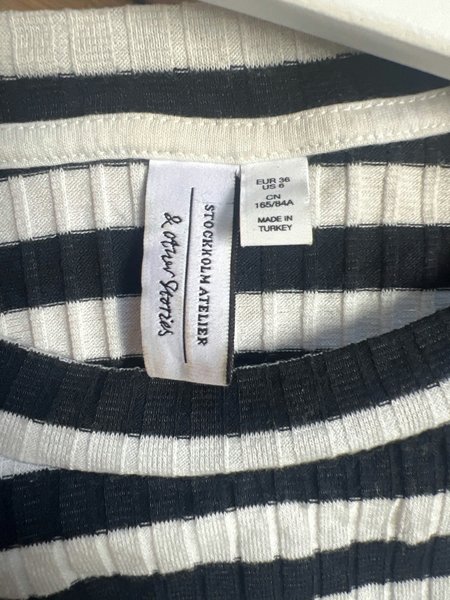 STOCKHOLM ATELIER
& other Stories
EUR 36
US 6
CN
165/84A
MADE IN
TURKEY